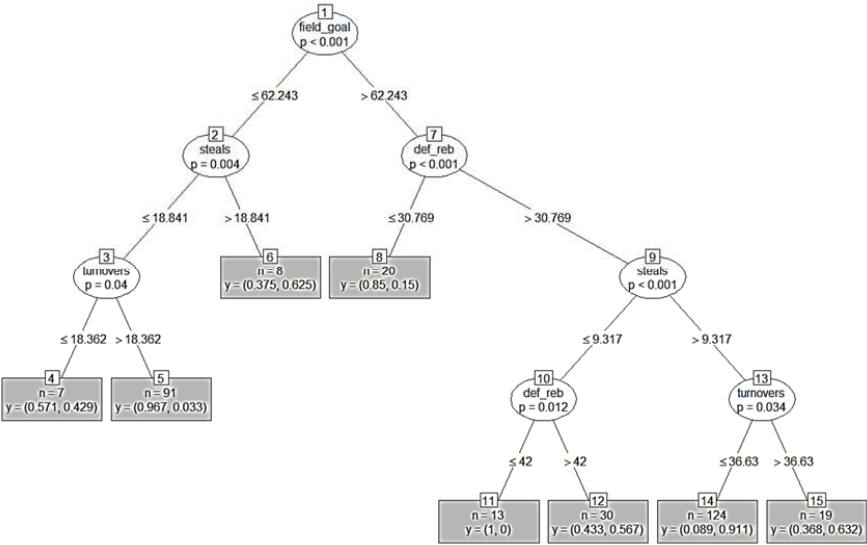 1
field_goal
p < 0.001
≤ 62.243
> 62.243
2
steals
p = 0.004
7
def_reb
p < 0.001
≤ 18.841
> 18.841
≤ 30.769
> 30.769
3
turnovers
p = 0.04
6
n = 8
y = (0.375, 0.625)
8
n = 20
y = (0.85, 0.15)
9
steals
p < 0.001
≤ 18.362
> 18.362
≤ 9.317
> 9.317
4
n = 7
y = (0.571, 0.429)
5
n = 91
y = (0.967, 0.033)
10
def_reb
p = 0.012
13
turnovers
p = 0.034
≤ 42
> 42
≤ 36.63
> 36.63
11
n = 13
y = (1, 0)
12
n = 30
y = (0.433, 0.567)
14
n = 124
y = (0.089, 0.911)
15
n = 19
y = (0.368, 0.632)